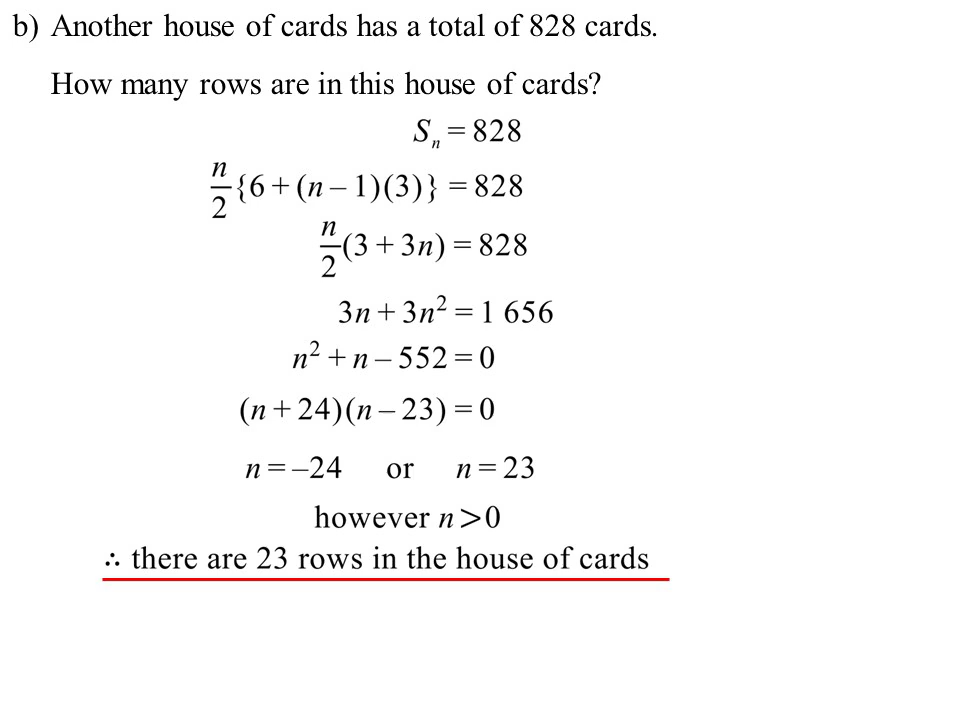 b) Another house of cards has a total of 828 cards.
How many rows are in this house of cards?
Sₙ = 828
n/2 {6 + (n – 1)(3)} = 828
n/2 (3 + 3n) = 828
3n + 3n² = 1 656
n² + n – 552 = 0
(n + 24)(n – 23) = 0
n = –24 or n = 23
however n > 0
∴ there are 23 rows in the house of cards